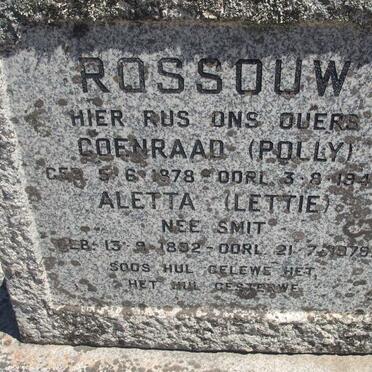 ROSSOUW
HIER RUS ONS OUERS
COENRAAD (POLLY)
GEB 5.6.1878 - OORL 3.8.194
ALETTA (LETTIE)
NEE SMIT
GEB: 13.9.1892 - OORL 21.7.1979
SOOS HUL GELEWE HET,
HET HUL GESTERWE